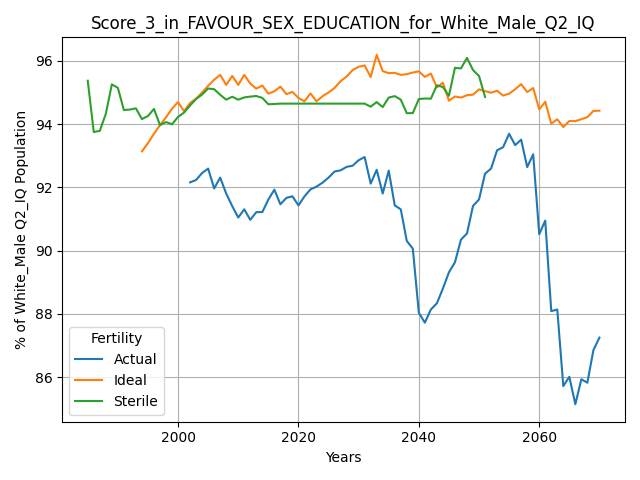 Score_3_in_FAVOUR_SEX_EDUCATION_for_White_Male_Q2_IQ
% of White_Male Q2_IQ Population
96
94
92
90
88
86
Fertility
Actual
Ideal
Sterile
2000 2020 2040 2060
Years